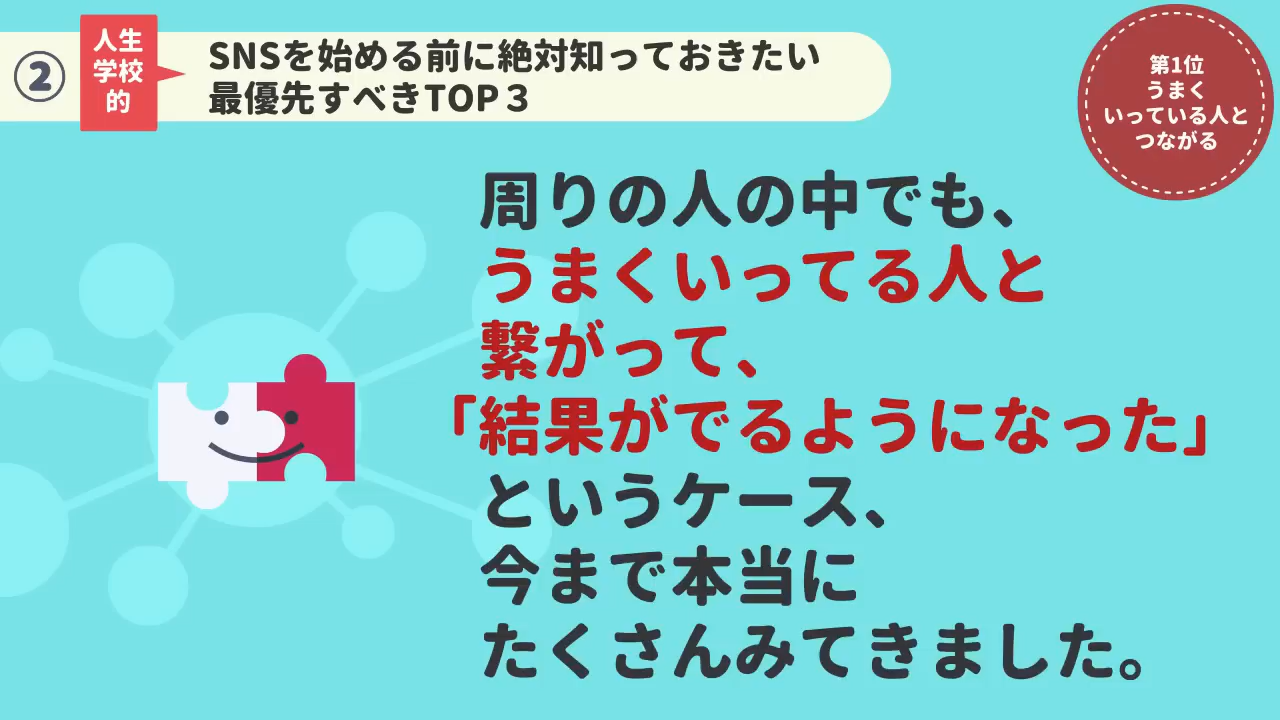 ②
人生
学校
的
SNSを始める前に絶対知っておきたい
最優先すべきTOP３
第1位
うまく
いっている人と
つながる
周りの人の中でも、
うまくいってる人と
繋がって、
「結果がでるようになった」
というケース、
今まで本当に
たくさんみてきました。